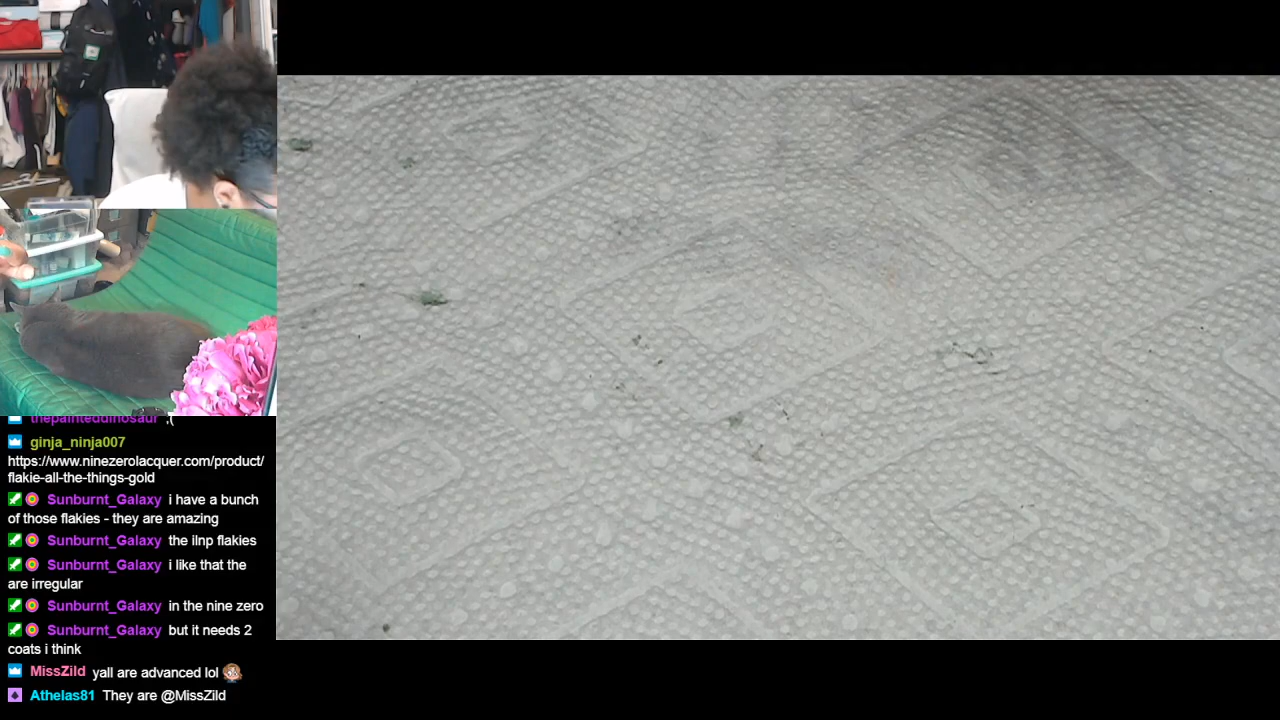 thepainteddinosaur ;(
ginja_ninja007
https://www.ninezerolacquer.com/product/
flakie-all-the-things-gold
Sunburnt_Galaxy i have a bunch
of those flakies - they are amazing
Sunburnt_Galaxy the ilnp flakies
Sunburnt_Galaxy i like that the
are irregular
Sunburnt_Galaxy in the nine zero
Sunburnt_Galaxy but it needs 2
coats i think
MissZild yall are advanced lol
Athelas81 They are @MissZild